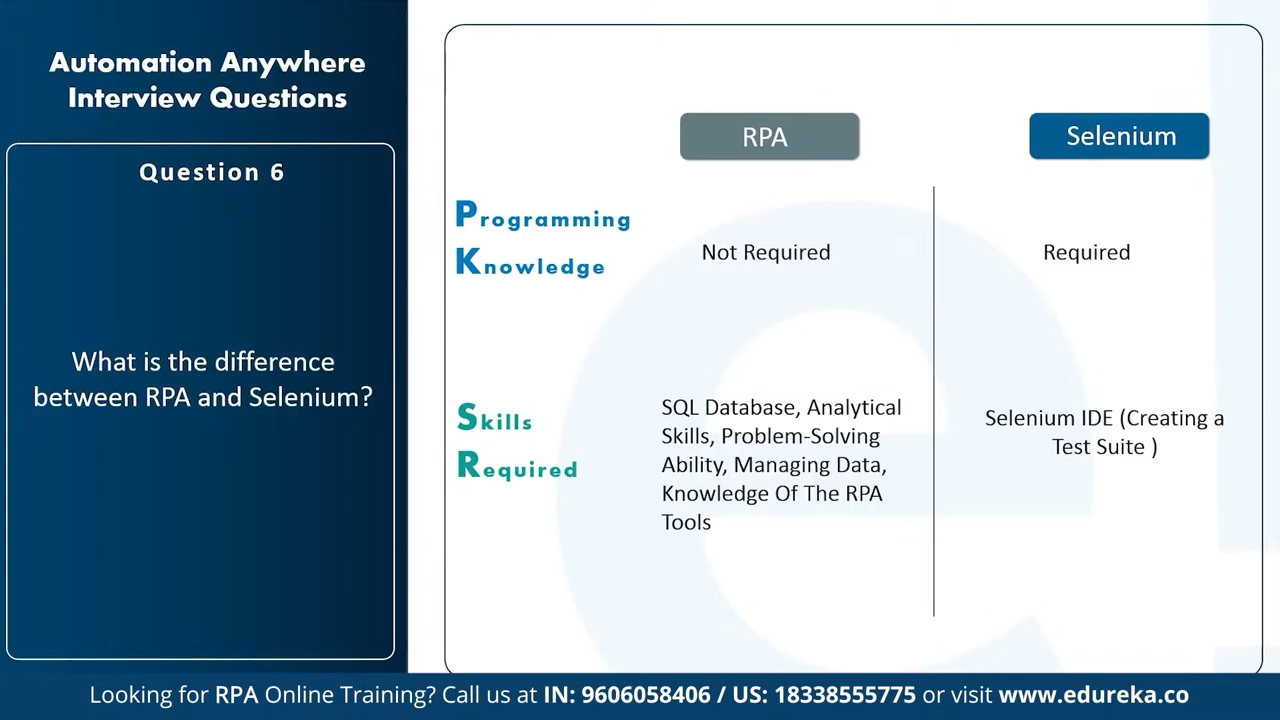 Automation Anywhere
Interview Questions
Question 6
What is the difference
between RPA and Selenium?
RPA
Selenium
Programming
Knowledge
Not Required
Required
Skills
Required
SQL Database, Analytical
Skills, Problem-Solving
Ability, Managing Data,
Knowledge Of The RPA
Tools
Selenium IDE (Creating a
Test Suite )
Looking for RPA Online Training? Call us at IN: 9606058406 / US: 18338555775 or visit www.edureka.co